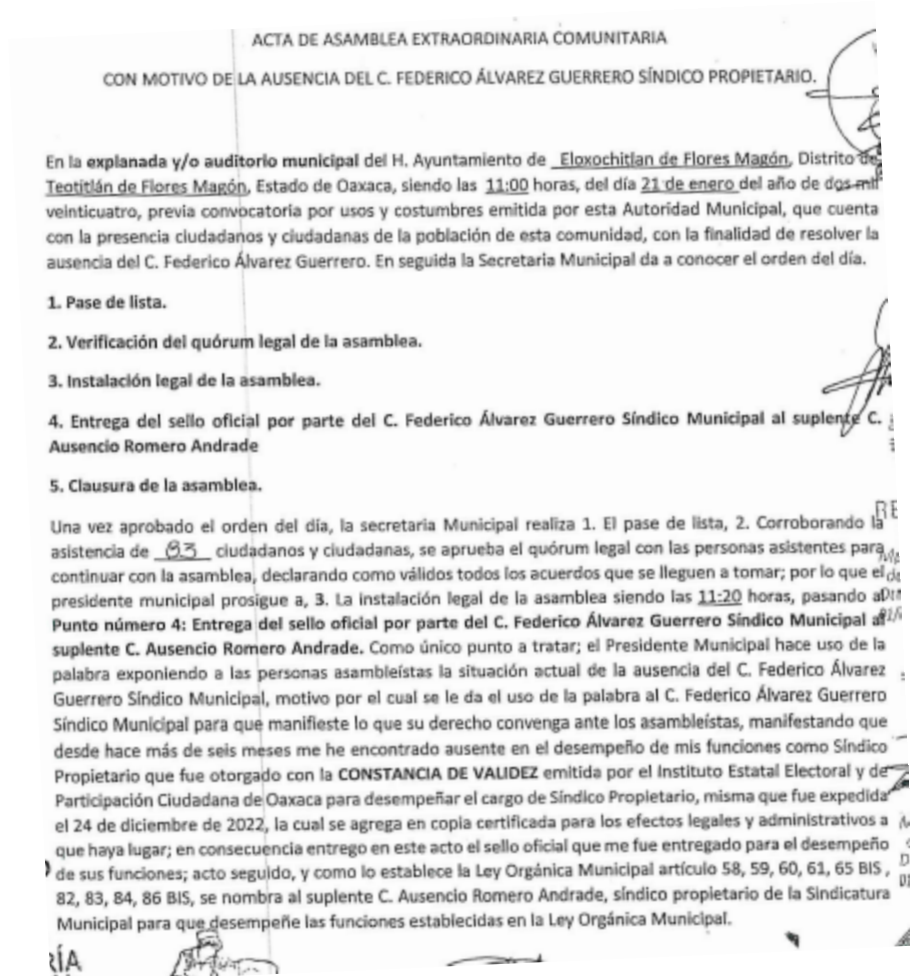 ACTA DE ASAMBLEA EXTRAORDINARIA COMUNITARIA
CON MOTIVO DE LA AUSENCIA DEL C. FEDERICO ÁLVAREZ GUERRERO SÍNDICO PROPIETARIO.
En la explanada y/o auditorio municipal del H. Ayuntamiento de Eloxochitlan de Flores Magón, Distrito de
Teotitlán de Flores Magón, Estado de Oaxaca, siendo las 11:00 horas, del día 21 de enero del año de dos mil
veinticuatro, previa convocatoria por usos y costumbres emitida por esta Autoridad Municipal, que cuenta
con la presencia ciudadanos y ciudadanas de la población de esta comunidad, con la finalidad de resolver la
ausencia del C. Federico Álvarez Guerrero. En seguida la Secretaria Municipal da a conocer el orden del día.
1. Pase de lista.
2. Verificación del quórum legal de la asamblea.
3. Instalación legal de la asamblea.
4. Entrega del sello oficial por parte del C. Federico Álvarez Guerrero Síndico Municipal al suplente C.
Ausencio Romero Andrade
5. Clausura de la asamblea.
Una vez aprobado el orden del día, la secretaria Municipal realiza 1. El pase de lista, 2. Corroborando la
asistencia de 83 ciudadanos y ciudadanas, se aprueba el quórum legal con las personas asistentes para
continuar con la asamblea, declarando como válidos todos los acuerdos que se lleguen a tomar; por lo que el
presidente municipal prosigue a, 3. La instalación legal de la asamblea siendo las 11:20 horas, pasando al
Punto número 4: Entrega del sello oficial por parte del C. Federico Álvarez Guerrero Síndico Municipal al
suplente C. Ausencio Romero Andrade. Como único punto a tratar; el Presidente Municipal hace uso de la
palabra exponiendo a las personas asambleístas la situación actual de la ausencia del C. Federico Álvarez
Guerrero Síndico Municipal, motivo por el cual se le da el uso de la palabra al C. Federico Álvarez Guerrero
Síndico Municipal para que manifieste lo que su derecho convenga ante los asambleístas, manifestando que
desde hace más de seis meses me he encontrado ausente en el desempeño de mis funciones como Síndico
Propietario que fue otorgado con la CONSTANCIA DE VALIDEZ emitida por el Instituto Estatal Electoral y de
Participación Ciudadana de Oaxaca para desempeñar el cargo de Síndico Propietario, misma que fue expedida
el 24 de diciembre de 2022, la cual se agrega en copia certificada para los efectos legales y administrativos a
que haya lugar; en consecuencia entrego en este acto el sello oficial que me fue entregado para el desempeño
de sus funciones; acto seguido, y como lo establece la Ley Orgánica Municipal artículo 58, 59, 60, 61, 65 BIS ,
82, 83, 84, 86 BIS, se nombra al suplente C. Ausencio Romero Andrade, síndico propietario de la Sindicatura
Municipal para que desempeñe las funciones establecidas en la Ley Orgánica Municipal.